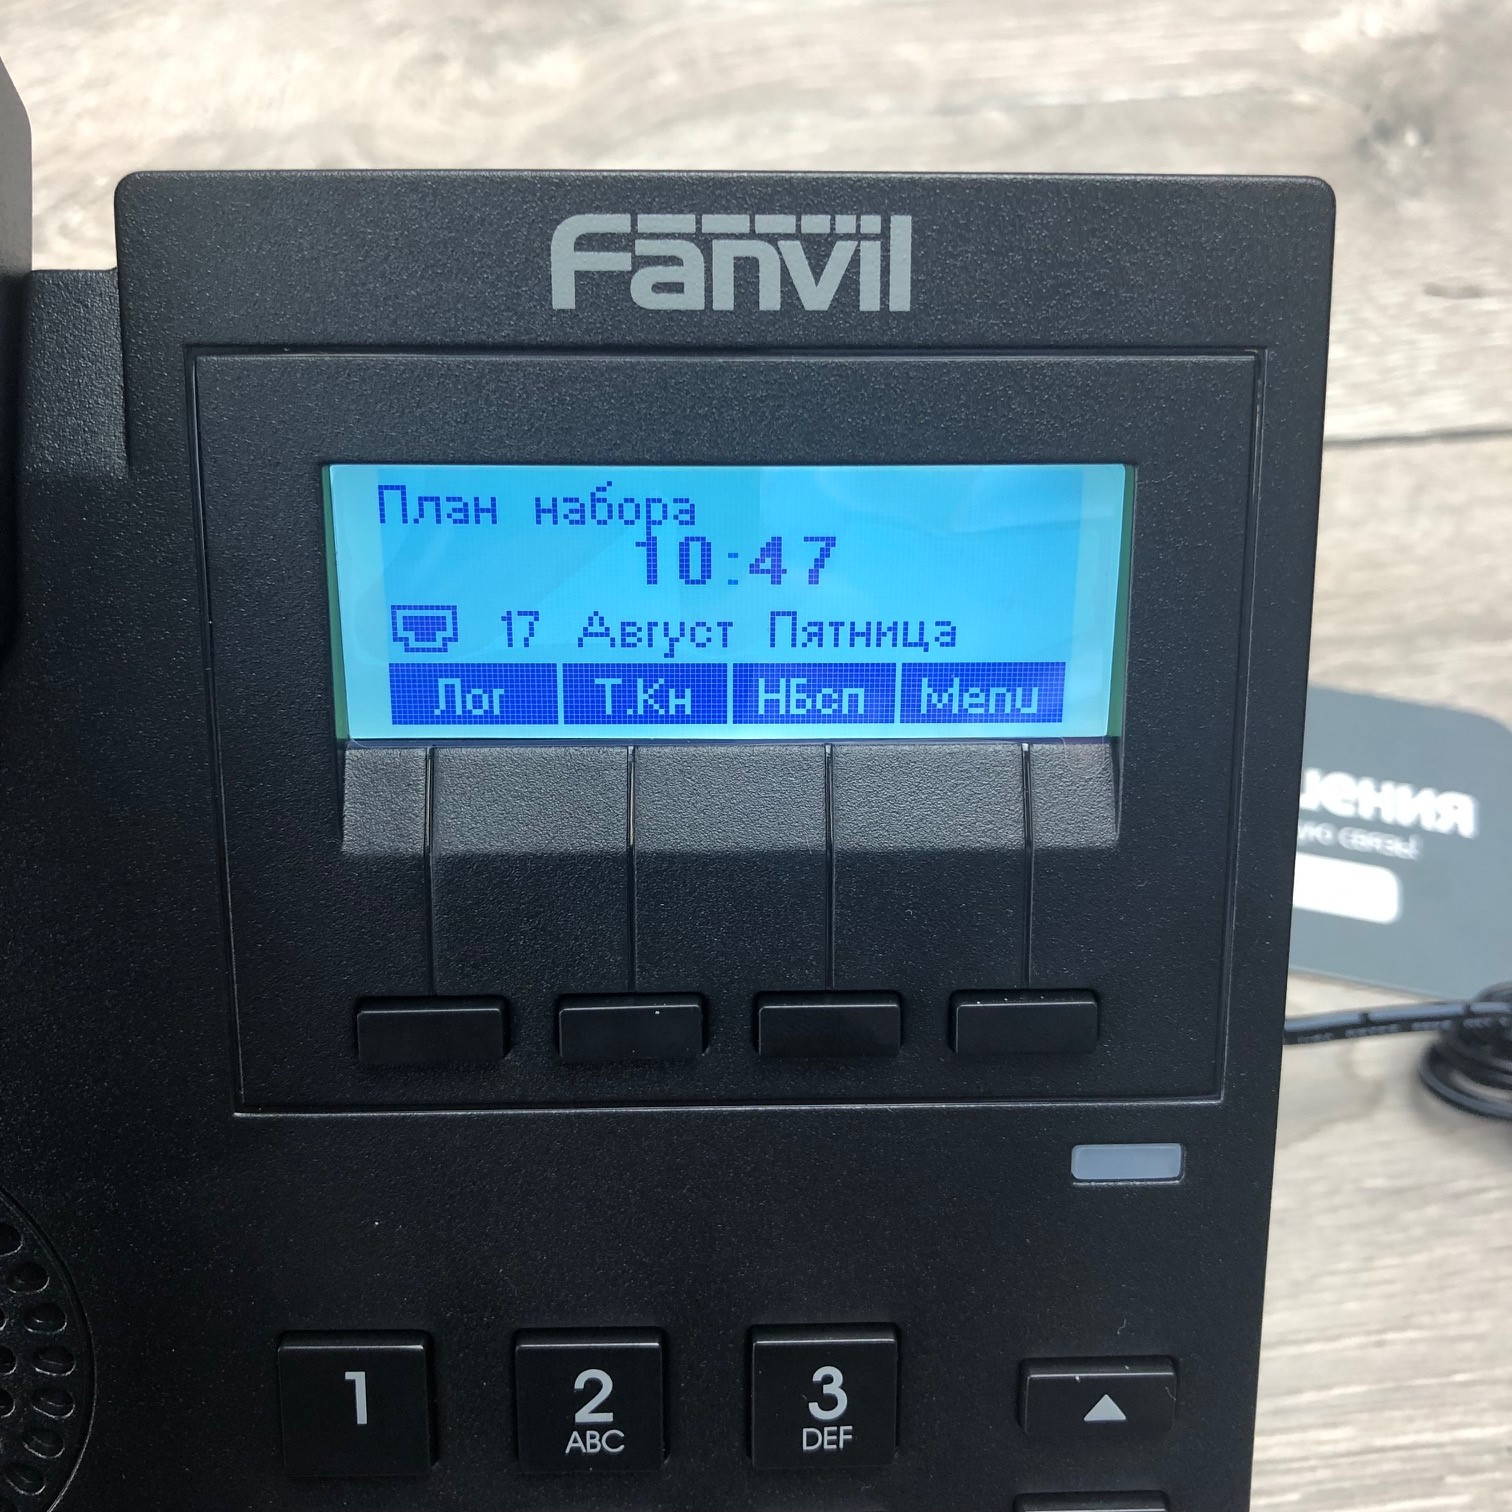 Fanvil
План набора
10:47
17 Август Пятница
Лог Т.Кн НБсп Menu
1 2 3
ABC DEF